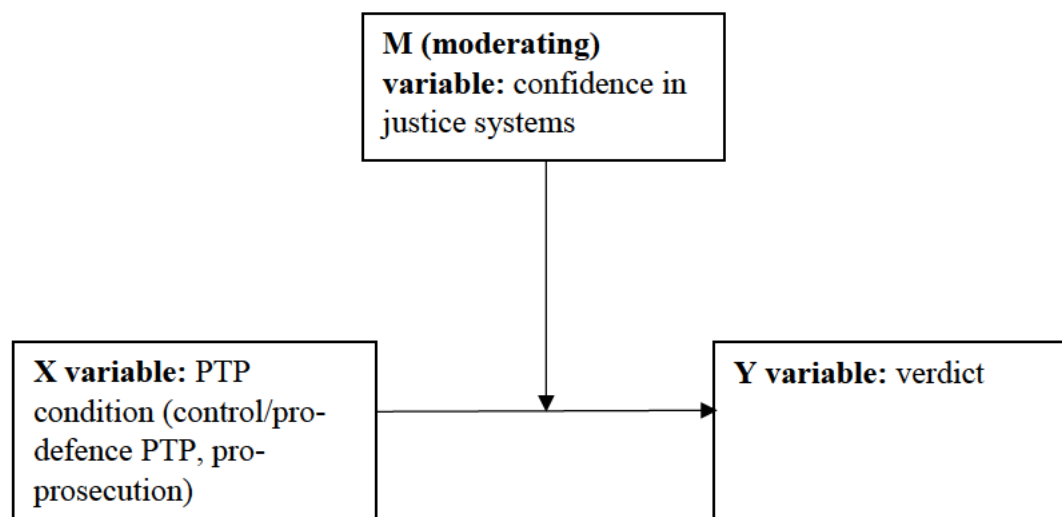 M (moderating)
variable: confidence in
justice systems
X variable: PTP
condition (control/pro-
defence PTP, pro-
prosecution)
Y variable: verdict